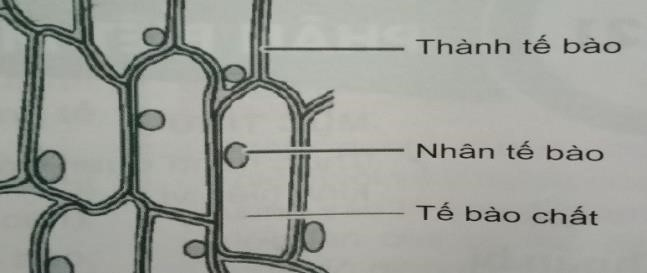 Thành tế bào
Nhân tế bào
Tế bào chất